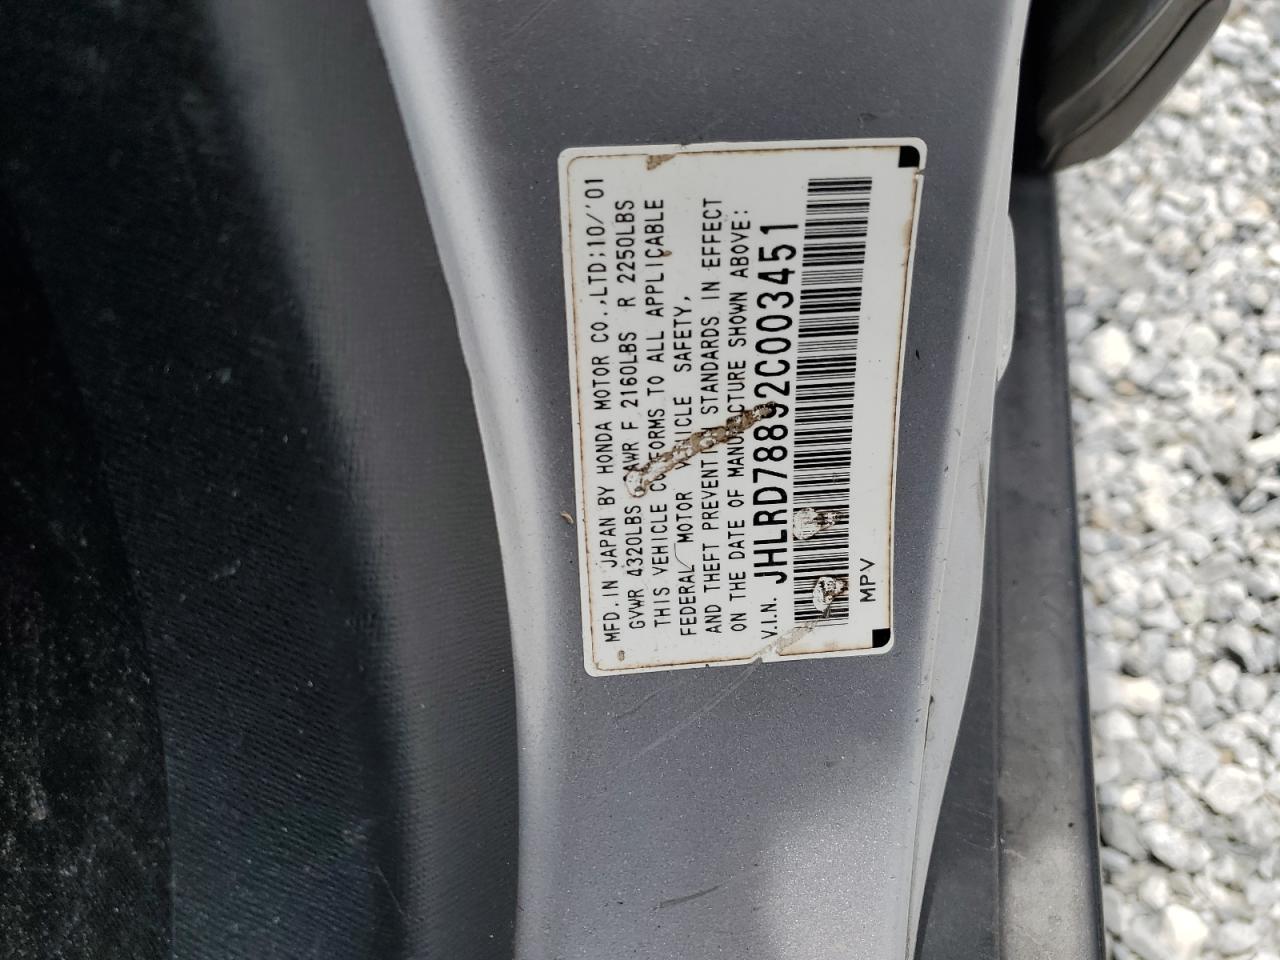 MFD. IN JAPAN BY HONDA MOTOR CO.,LTD:10/'01
GVWR 4320LBS GAWR F 2160LBS R 2250LBS
THIS VEHICLE CONFORMS TO ALL APPLICABLE
FEDERAL MOTOR VEHICLE SAFETY,
AND THEFT PREVENTION STANDARDS IN EFFECT
ON THE DATE OF MANUFACTURE SHOWN ABOVE:
V.I.N. JHLRD78892C003451
MPV